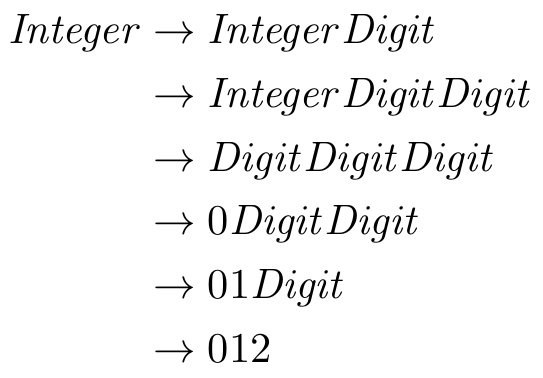 Integer → Integer Digit
→ Integer Digit Digit
→ Digit Digit Digit
→ 0 Digit Digit
→ 01 Digit
→ 012